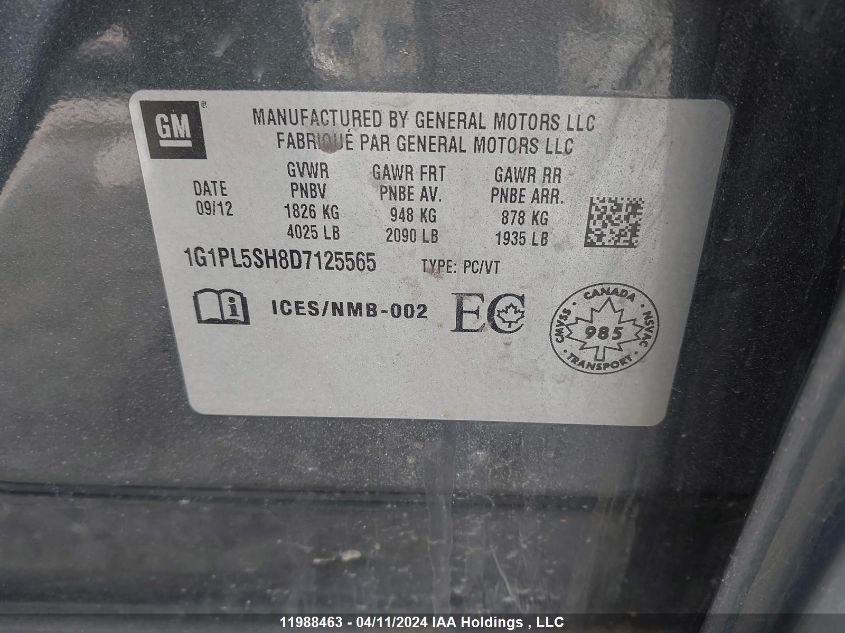 GM ®
MANUFACTURED BY GENERAL MOTORS LLC
FABRIQUÉ PAR GENERAL MOTORS LLC
DATE 09/12
GVWR PNBV 1826 KG 4025 LB
GAWR FRT PNBE AV. 948 KG 2090 LB
GAWR RR PNBE ARR. 878 KG 1935 LB
1G1PL5SH8D7125565 TYPE: PC/VT
ICES/NMB-002 EC
CANADA
CMVSS 985 NSVAC
TRANSPORT
11988463 - 04/11/2024 IAA Holdings , LLC